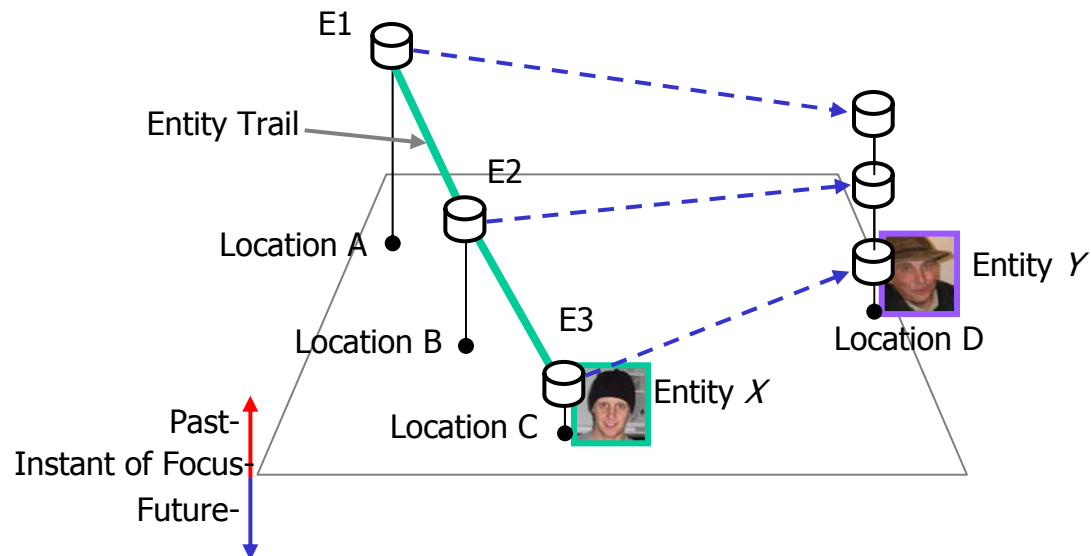 E1
Entity Trail
E2
Location A
Entity Y
E3
Location B
Location D
Entity X
Location C
Past-
Instant of Focus-
Future-